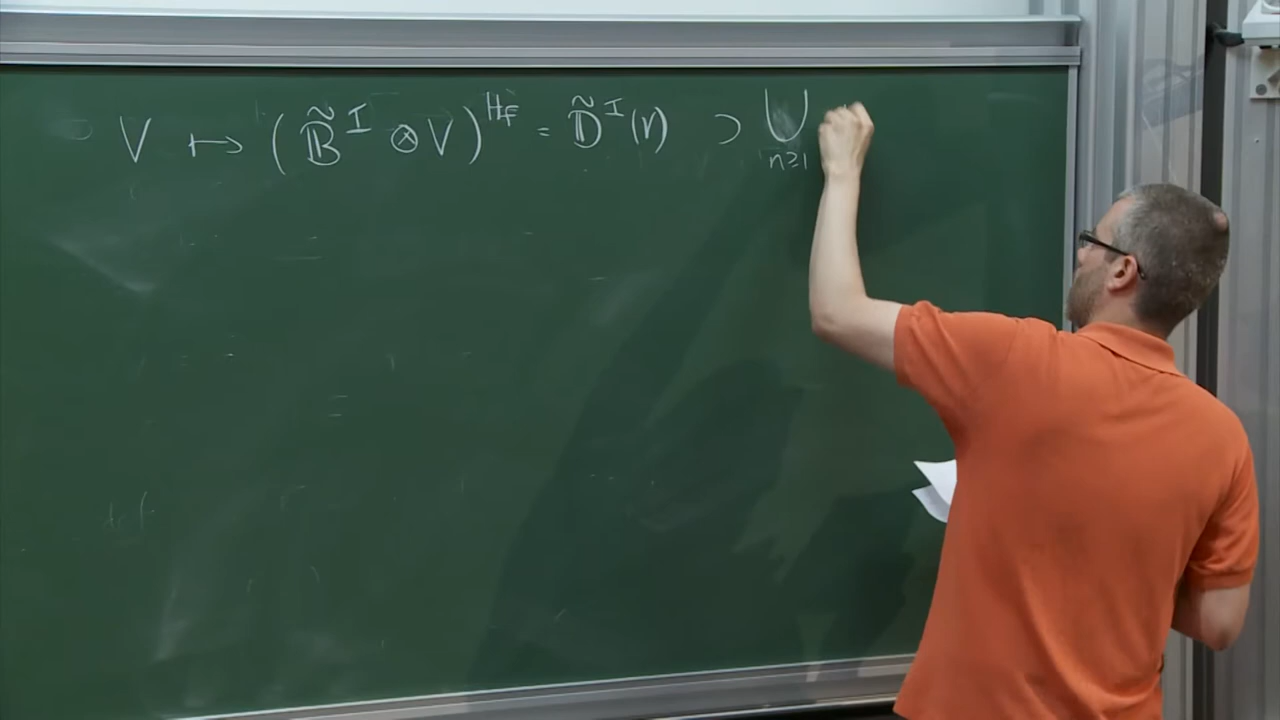 V ↦ (B̃^I ⊗ V)^{H_F} = D̃^I(V) ⊃ ⋃_{n≥1}